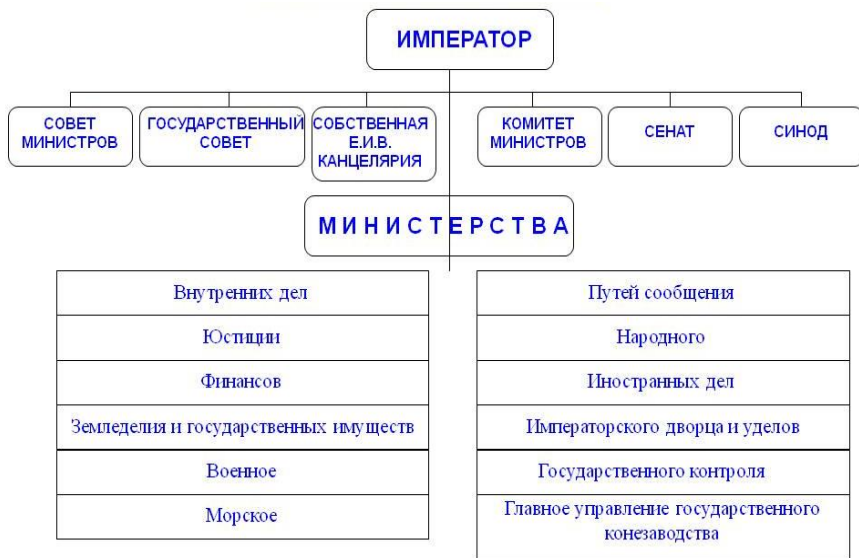 ИМПЕРАТОР
СОВЕТ
МИНИСТРОВ
ГОСУДАРСТВЕННЫЙ
СОВЕТ
СОБСТВЕННАЯ
Е.И.В.
КАНЦЕЛЯРИЯ
КОМИТЕТ
МИНИСТРОВ
СЕНАТ
СИНОД
МИНИСТЕРСТВА
Внутренних дел
Юстиции
Финансов
Земледелия и государственных имуществ
Военное
Морское
Путей сообщения
Народного
Иностранных дел
Императорского дворца и уделов
Государственного контроля
Главное управление государственного
конезаводства